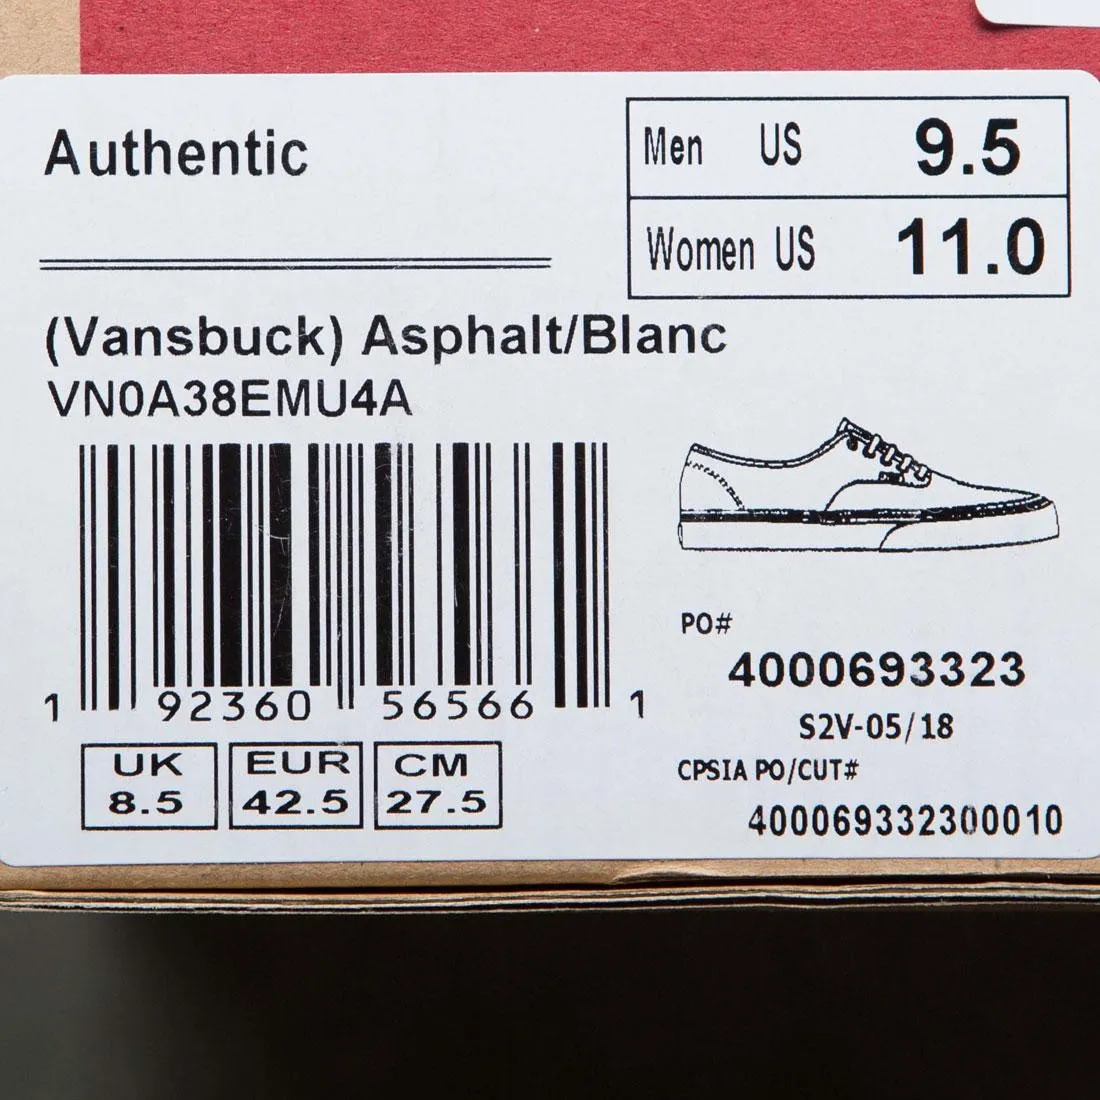 Authentic
Men US 9.5
Women US 11.0
(Vansbuck) Asphalt/Blanc
VN0A38EMU4A
1 92360 56566 1
PO#
4000693323
S2V-05/18
CPSIA PO/CUT#
400069332300010
UK EUR CM
8.5 42.5 27.5